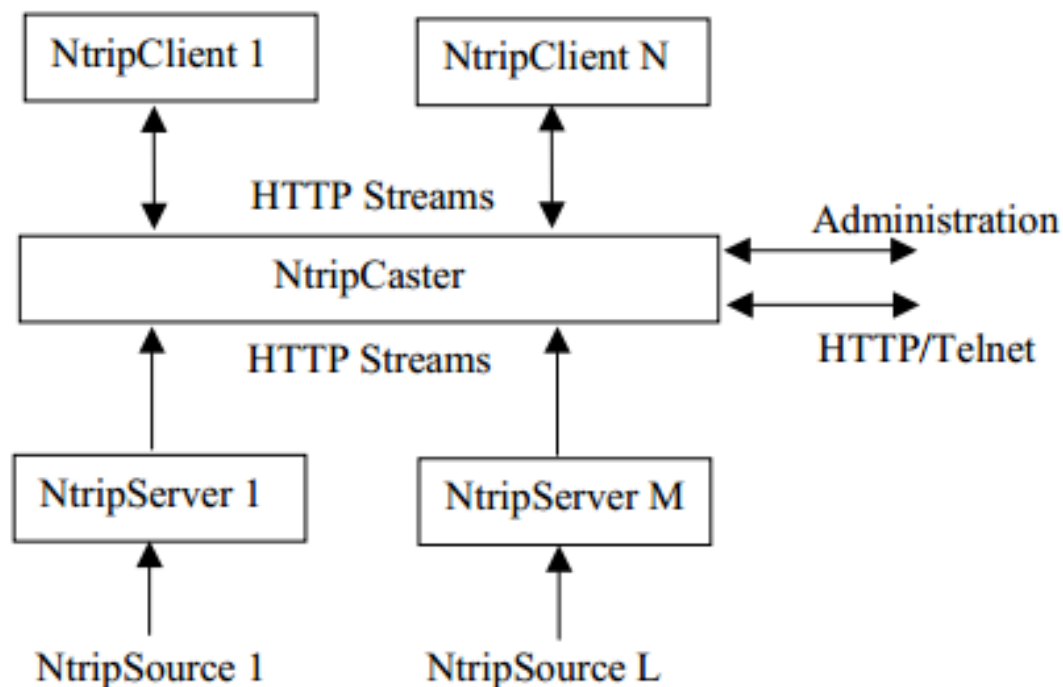 NtripClient 1
NtripClient N
HTTP Streams
Administration
NtripCaster
HTTP Streams
HTTP/Telnet
NtripServer 1
NtripServer M
NtripSource 1
NtripSource L